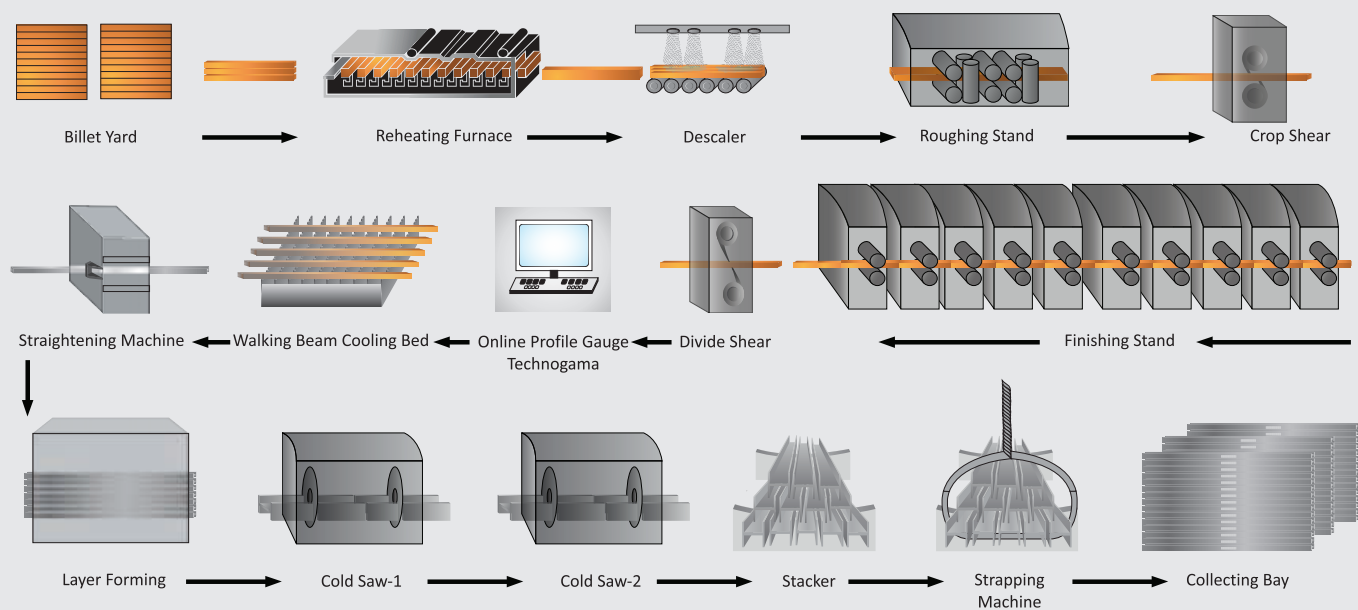 Billet Yard
Reheating Furnace
Descaler
Roughing Stand
Crop Shear
Straightening Machine
Walking Beam Cooling Bed
Online Profile Gauge
Technogama
Divide Shear
Finishing Stand
Layer Forming
Cold Saw-1
Cold Saw-2
Stacker
Strapping
Machine
Collecting Bay